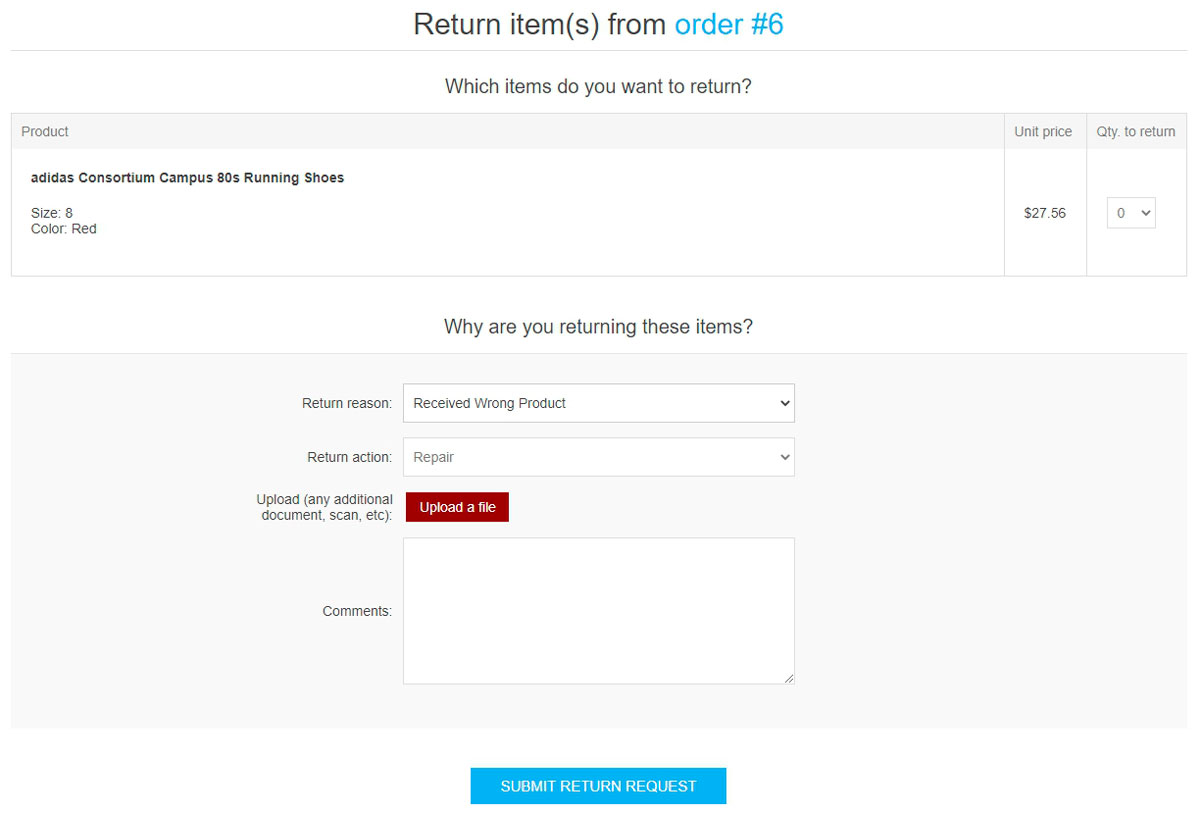 Return item(s) from order #6
Which items do you want to return?
Product Unit price Qty. to return
adidas Consortium Campus 80s Running Shoes
Size: 8
Color: Red
$27.56 0
Why are you returning these items?
Return reason: Received Wrong Product
Return action: Repair
Upload (any additional
document, scan, etc):
Upload a file
Comments:
SUBMIT RETURN REQUEST